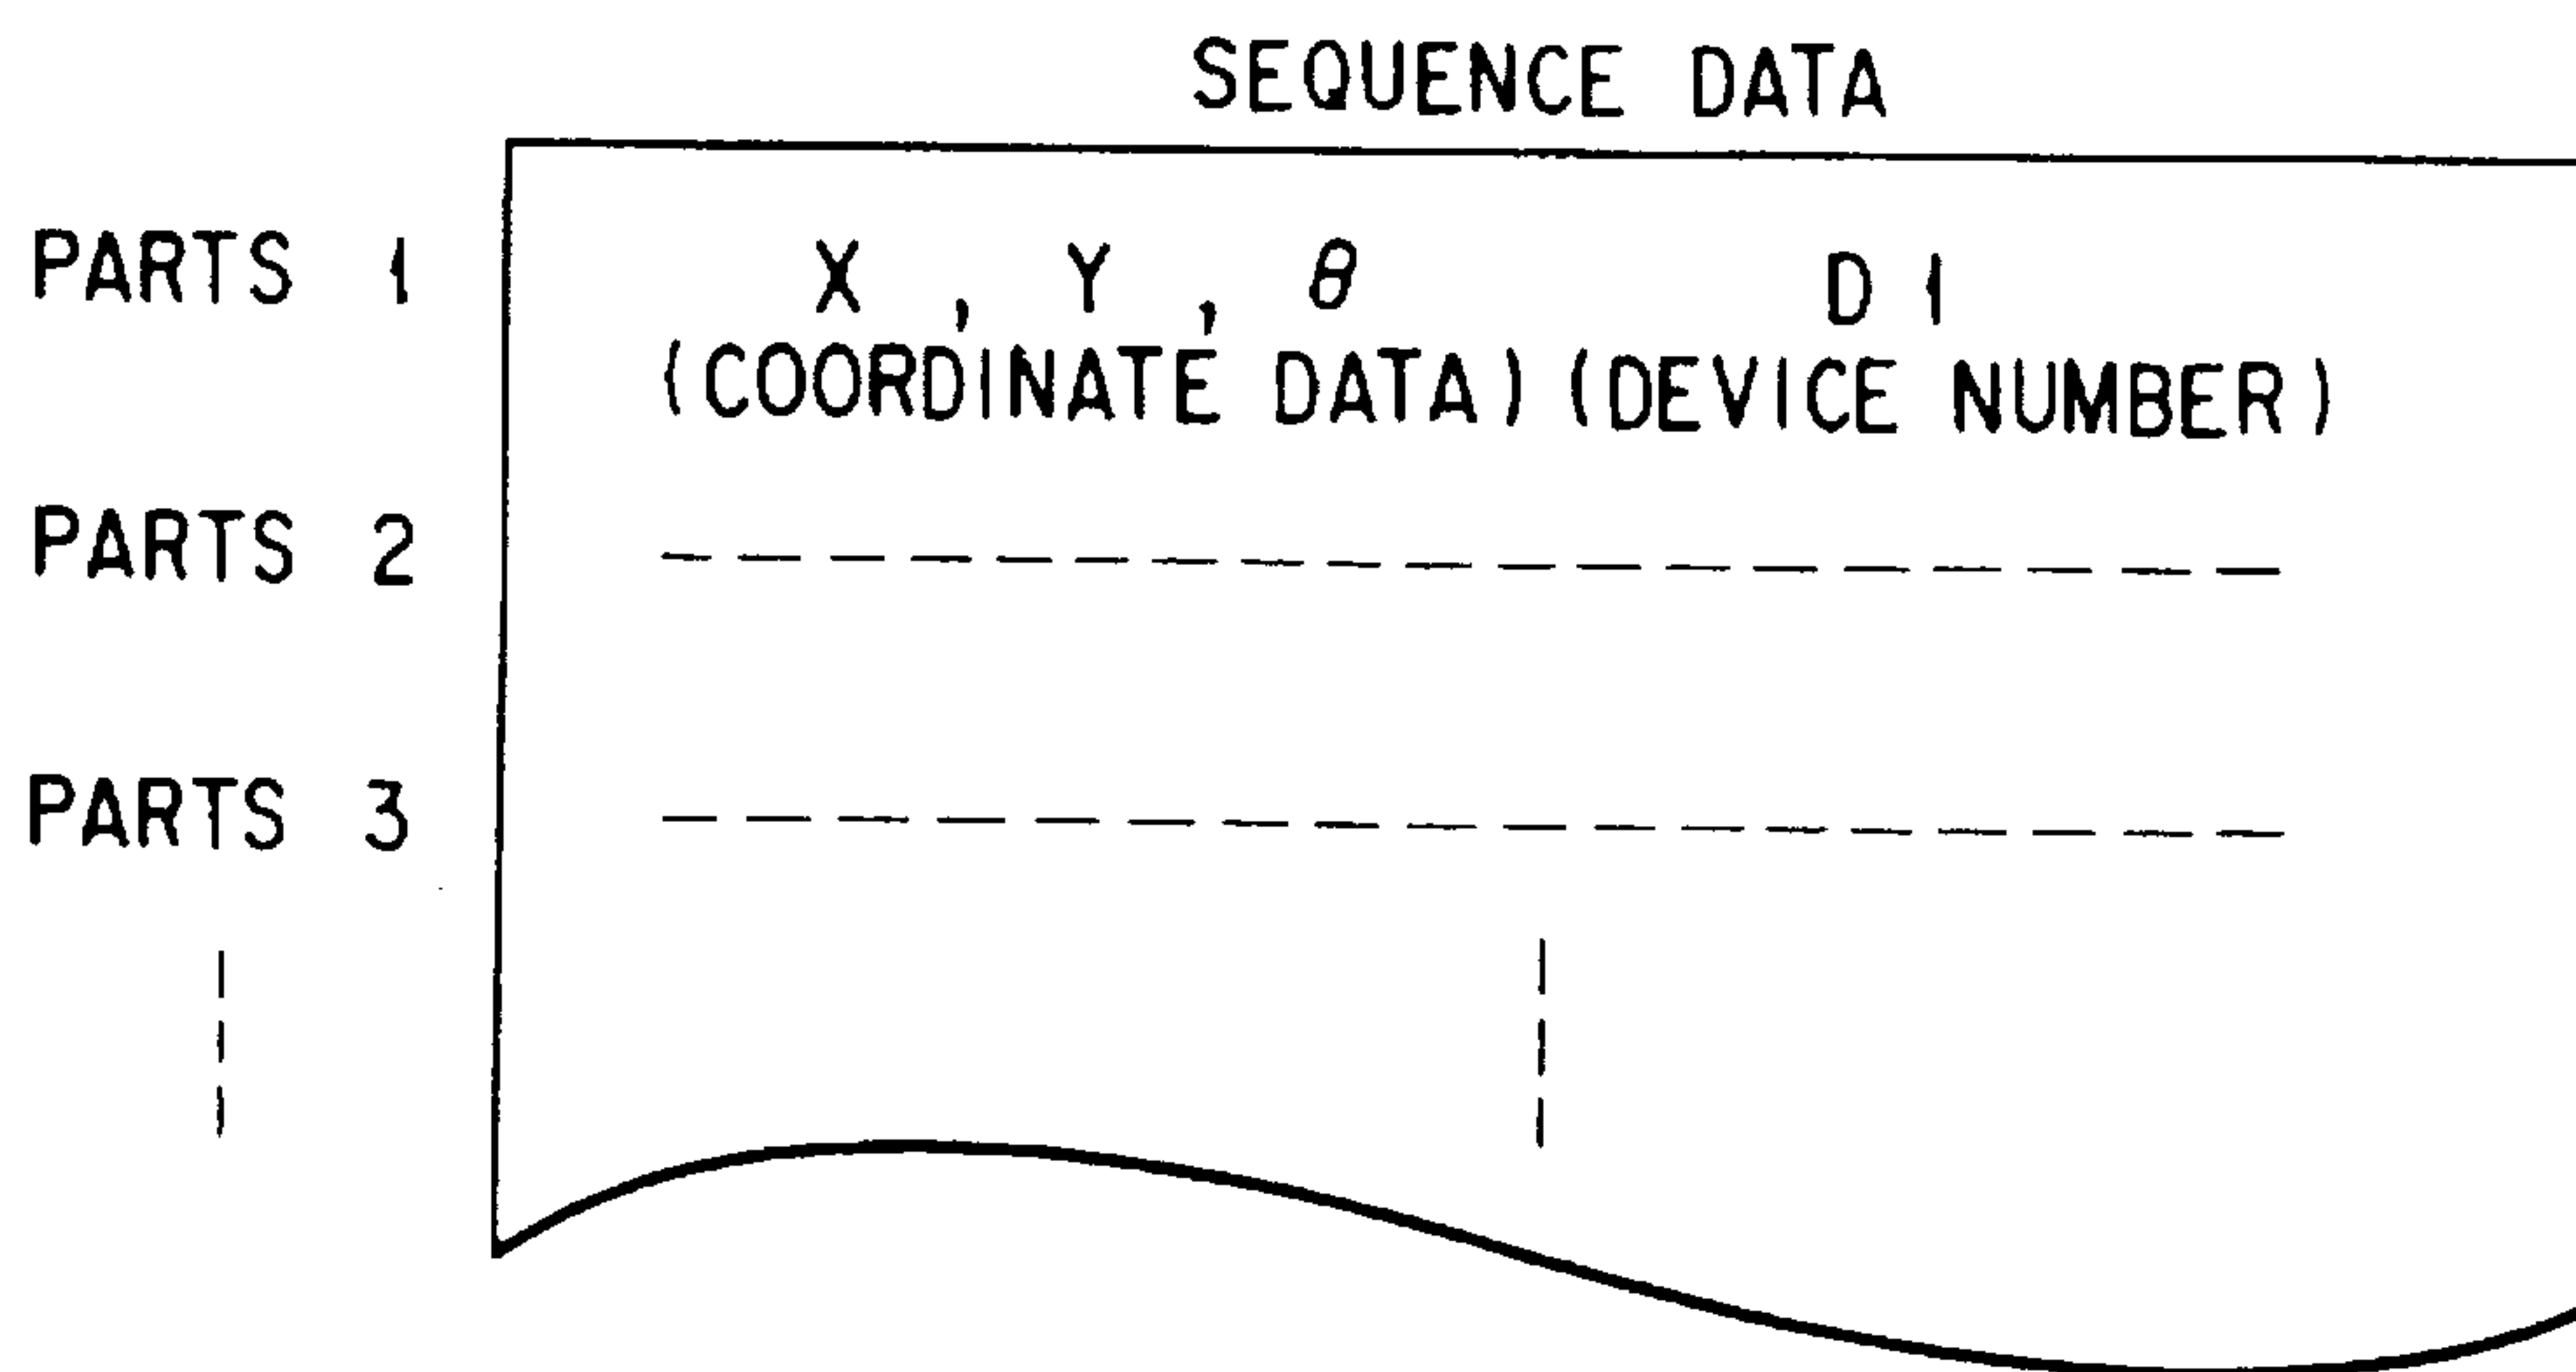 SEQUENCE DATA
PARTS 1 X , Y , θ D 1
(COORDINATE DATA) (DEVICE NUMBER)
PARTS 2
PARTS 3